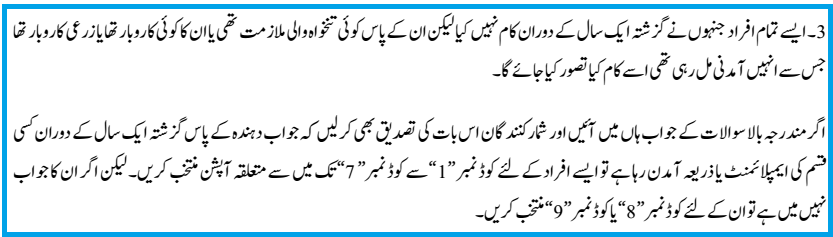 3۔ ایسے تمام افراد جنہوں نے گزشتہ ایک سال کے دوران کام نہیں کیا لیکن ان کے پاس کوئی تنخواہ والی ملازمت تھی یا ان کا کوئی کاروبار تھا یا زرعی کاروبار تھا
جس سے انہیں آمدنی مل رہی تھی اسے کام کیا تصور کیا جائے گا۔
اگر مندرجہ بالا سوالات کے جواب ہاں میں آئیں اور شمار کنندگان اس بات کی تصدیق بھی کر لیں کہ جواب دہندہ کے پاس گزشتہ ایک سال کے دوران کسی
قسم کی ایمپلائمنٹ یا ذریعہ آمدن رہا ہے تو ایسے افراد کے لئے کوڈ نمبر ”1“ سے کوڈ نمبر ”7“ تک میں سے متعلقہ آپشن منتخب کریں۔ لیکن اگر ان کا جواب
نہیں میں ہے تو ان کے لئے کوڈ نمبر ”8“ یا کوڈ نمبر ”9“ منتخب کریں۔